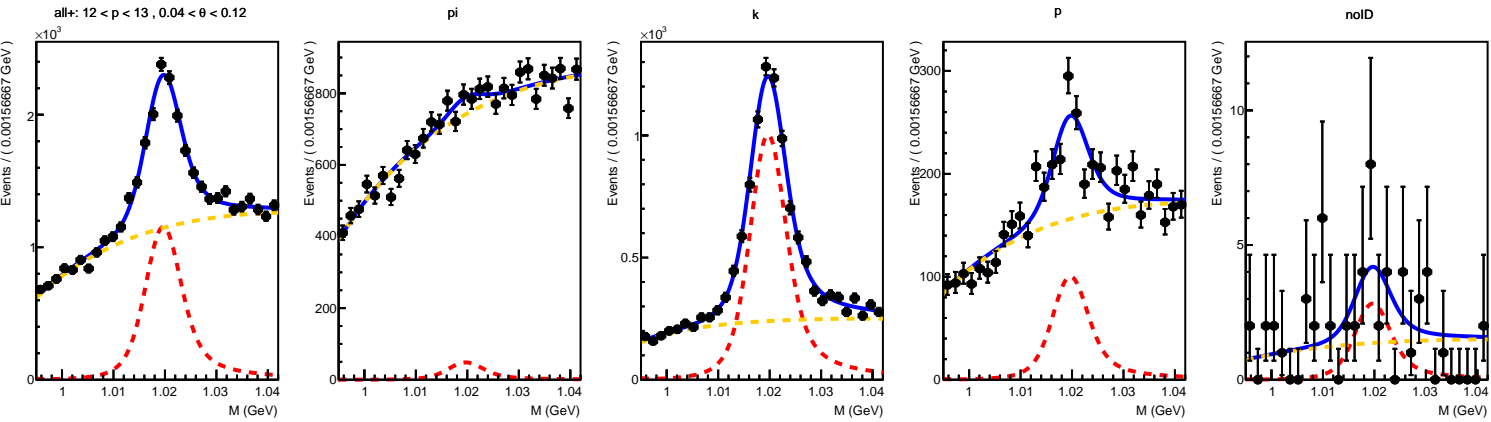 all+: 12 < p < 13 , 0.04 < θ < 0.12
×10³
Events / ( 0.00156667 GeV )
2
1
0
1 1.01 1.02 1.03 1.04
M (GeV)
pi
Events / ( 0.00156667 GeV )
800
600
400
200
0
1 1.01 1.02 1.03 1.04
M (GeV)
k
×10³
Events / ( 0.00156667 GeV )
1
0.5
0
1 1.01 1.02 1.03 1.04
M (GeV)
p
Events / ( 0.00156667 GeV )
300
200
100
0
1 1.01 1.02 1.03 1.04
M (GeV)
noID
Events / ( 0.00156667 GeV )
10
5
0
1 1.01 1.02 1.03 1.04
M (GeV)